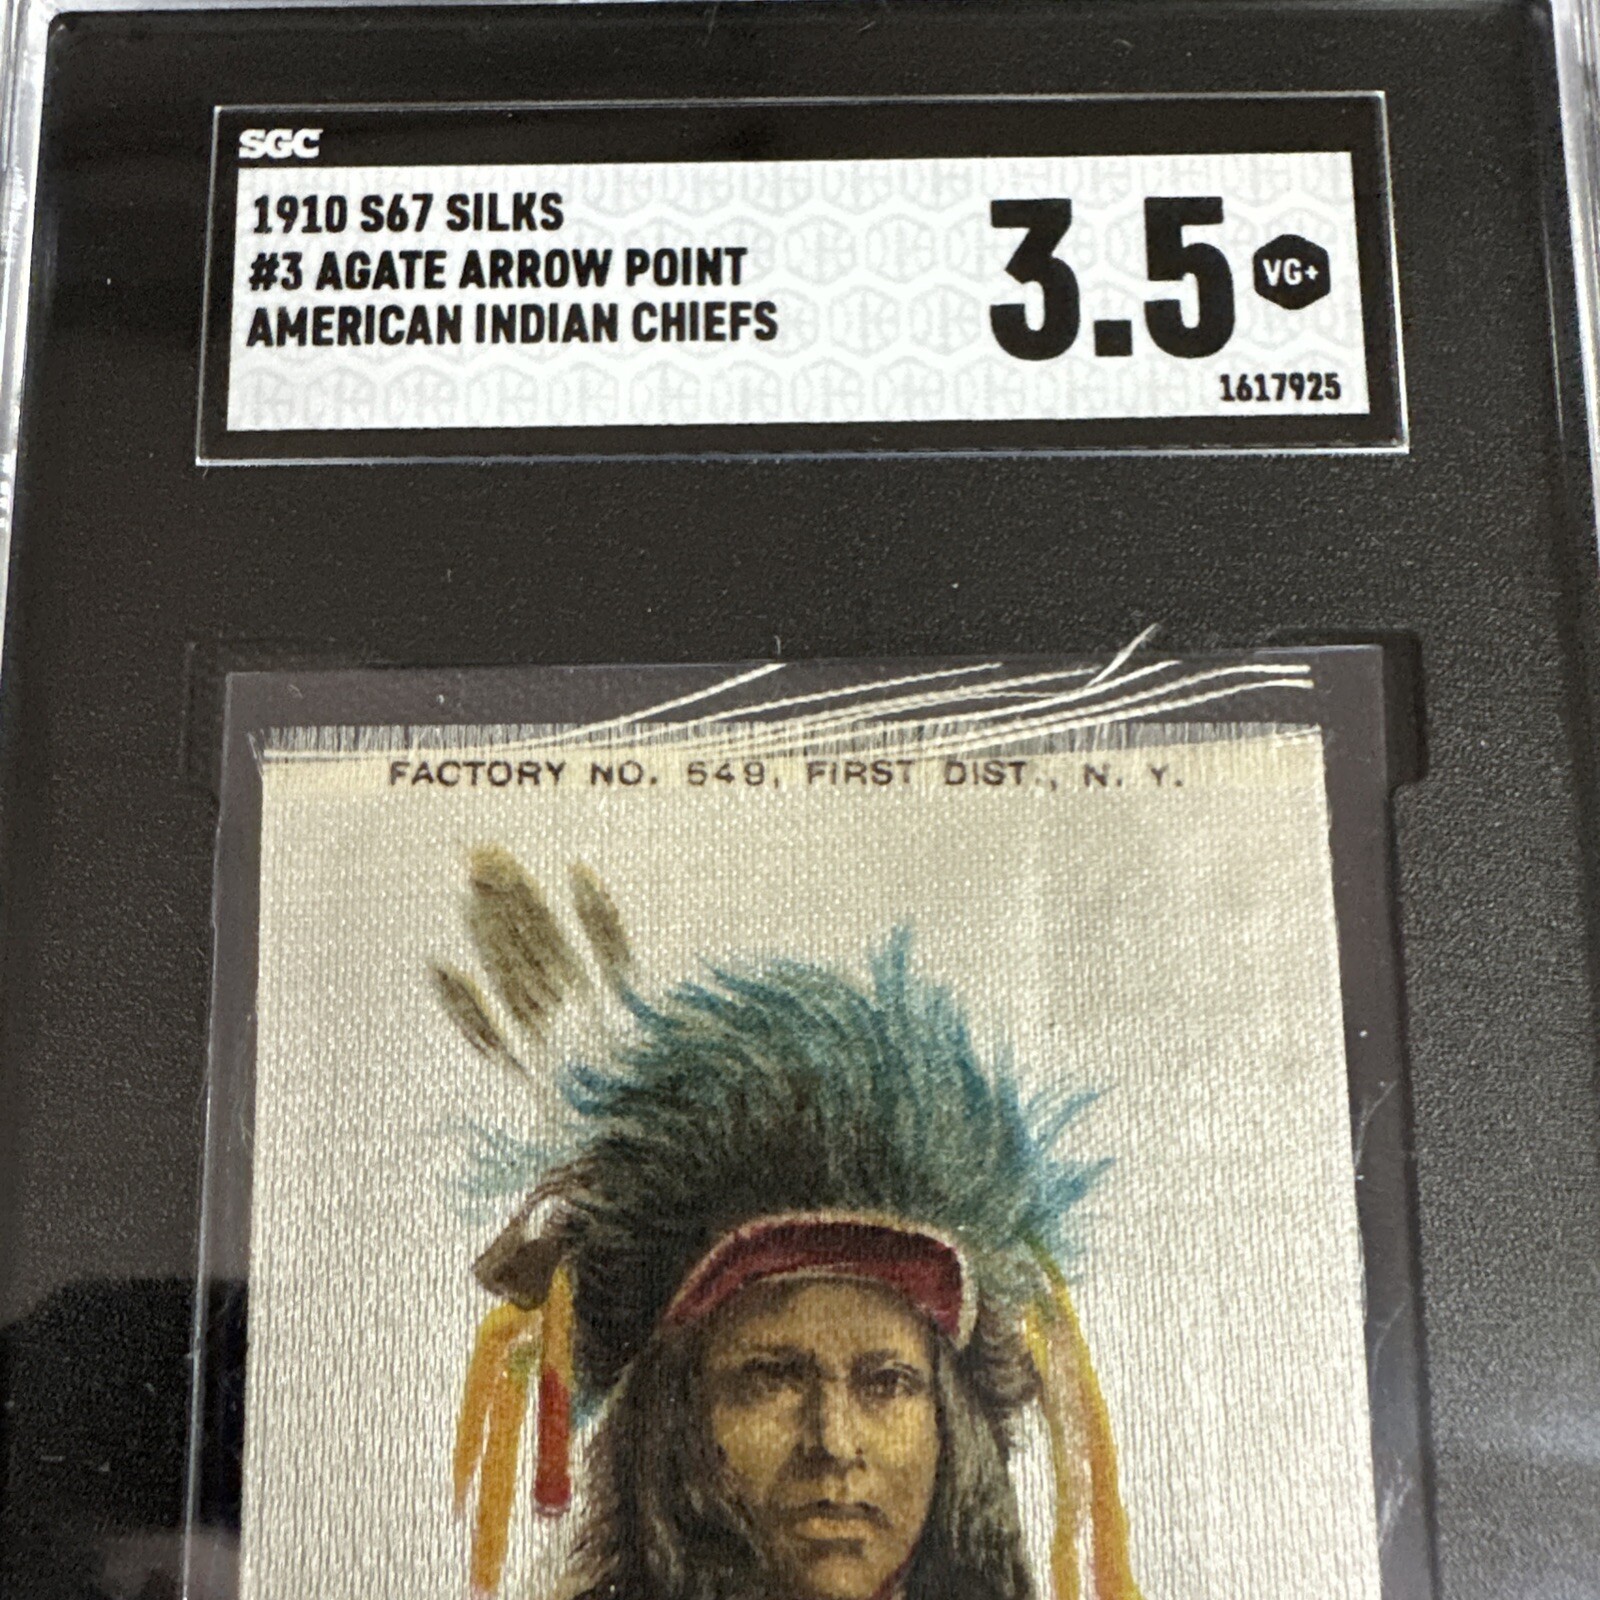 SGC
1910 S67 SILKS
#3 AGATE ARROW POINT
AMERICAN INDIAN CHIEFS
3.5
VG+
1617925
FACTORY NO. 649, FIRST DIST., N. Y.